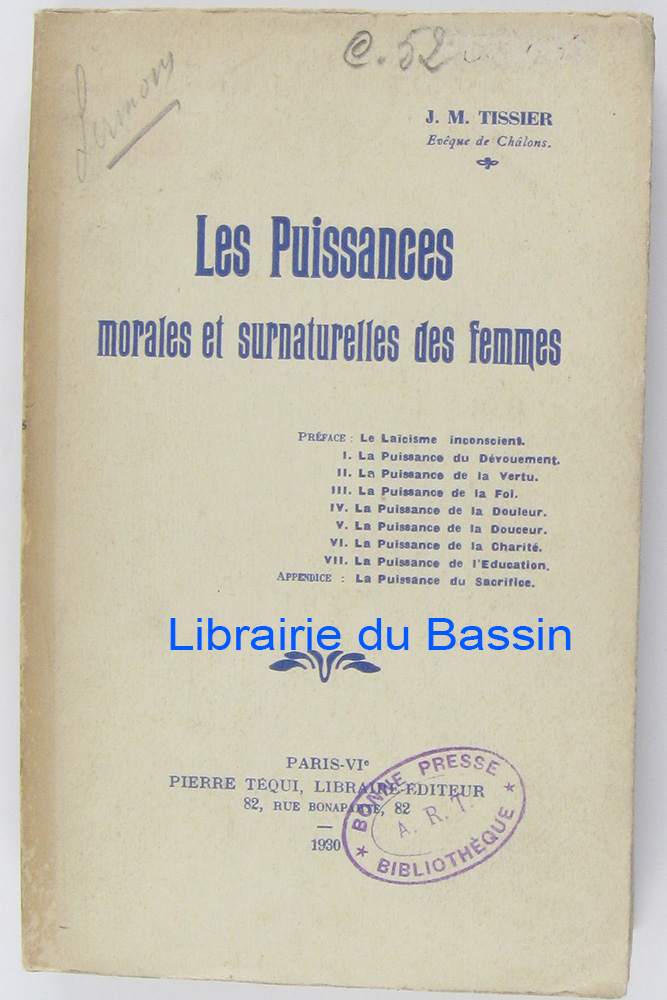 C. 52
Sermons
J. M. TISSIER
Evêque de Châlons.
Les Puissances
morales et surnaturelles des femmes
PRÉFACE : Le Laïcisme inconscient.
I. La Puissance du Dévouement.
II. La Puissance de la Vertu.
III. La Puissance de la Foi.
IV. La Puissance de la Douleur.
V. La Puissance de la Douceur.
VI. La Puissance de la Charité.
VII. La Puissance de l'Education.
APPENDICE : La Puissance du Sacrifice.
Librairie du Bassin
PARIS-VIe
PIERRE TÉQUI, LIBRAIRE-ÉDITEUR
82, RUE BONAPARTE, 82
1930
BONNE PRESSE
A. R. T.
BIBLIOTHÈQUE